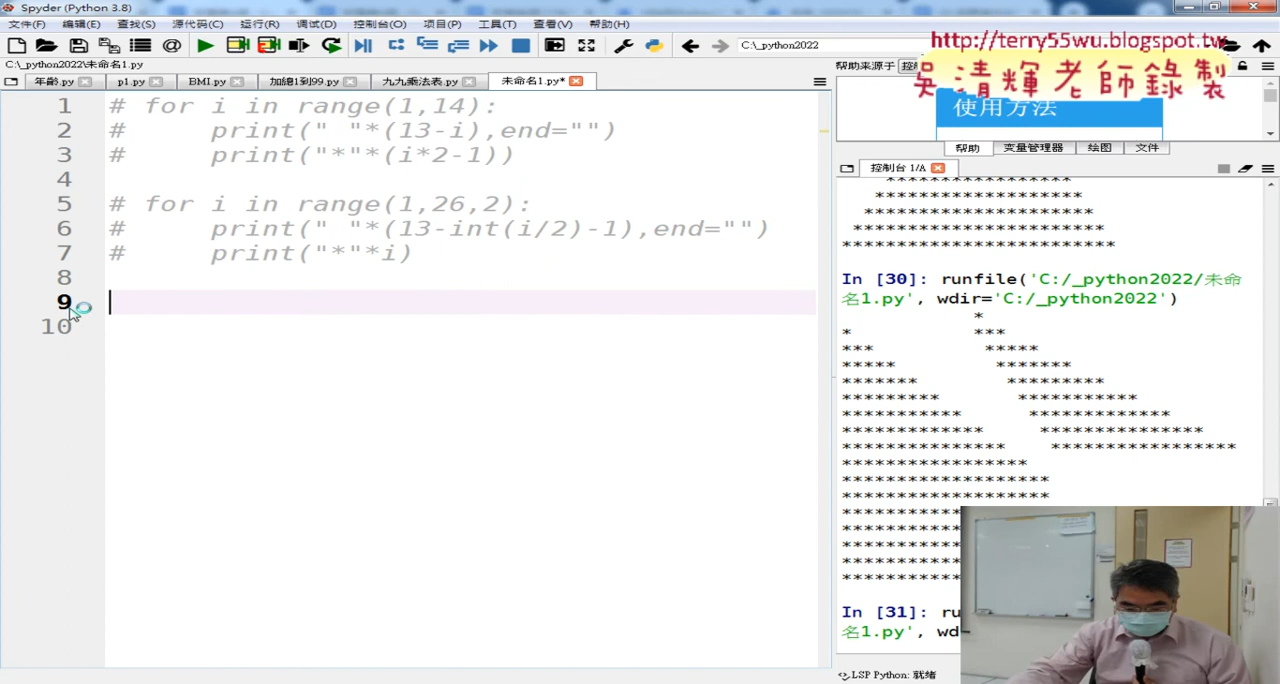 Spyder (Python 3.8)
文件(F) 编辑(E) 查找(S) 源代码(C) 运行(R) 调试(D) 控制台(O) 项目(P) 工具(T) 查看(V) 帮助(H)
C:\_python2022
http://terry55wu.blogspot.tw
吳清輝老師錄製
C:\_python2022\未命名1.py
帮助来源于
年龄.py p1.py BMI.py 加總1到99.py 九九乘法表.py 未命名1.py*
使用方法
帮助 变量管理器 绘图 文件
控制台 1/A
1 # for i in range(1,14):
2 #     print(" "*(13-i),end="")
3 #     print("*"*(i*2-1))
4
5 # for i in range(1,26,2):
6 #     print(" "*(13-int(i/2)-1),end="")
7 #     print("*"*i)
8
9
10
*****************
*******************
*********************
***********************
*************************
In [30]: runfile('C:/_python2022/未命
名1.py', wdir='C:/_python2022')
*
* ***
*** *****
***** *******
******* *********
********* ***********
*********** *************
************* ***************
*************** *****************
*****************
*******************
*******************
In [31]: ru
名1.py', wd
LSP Python: 就绪